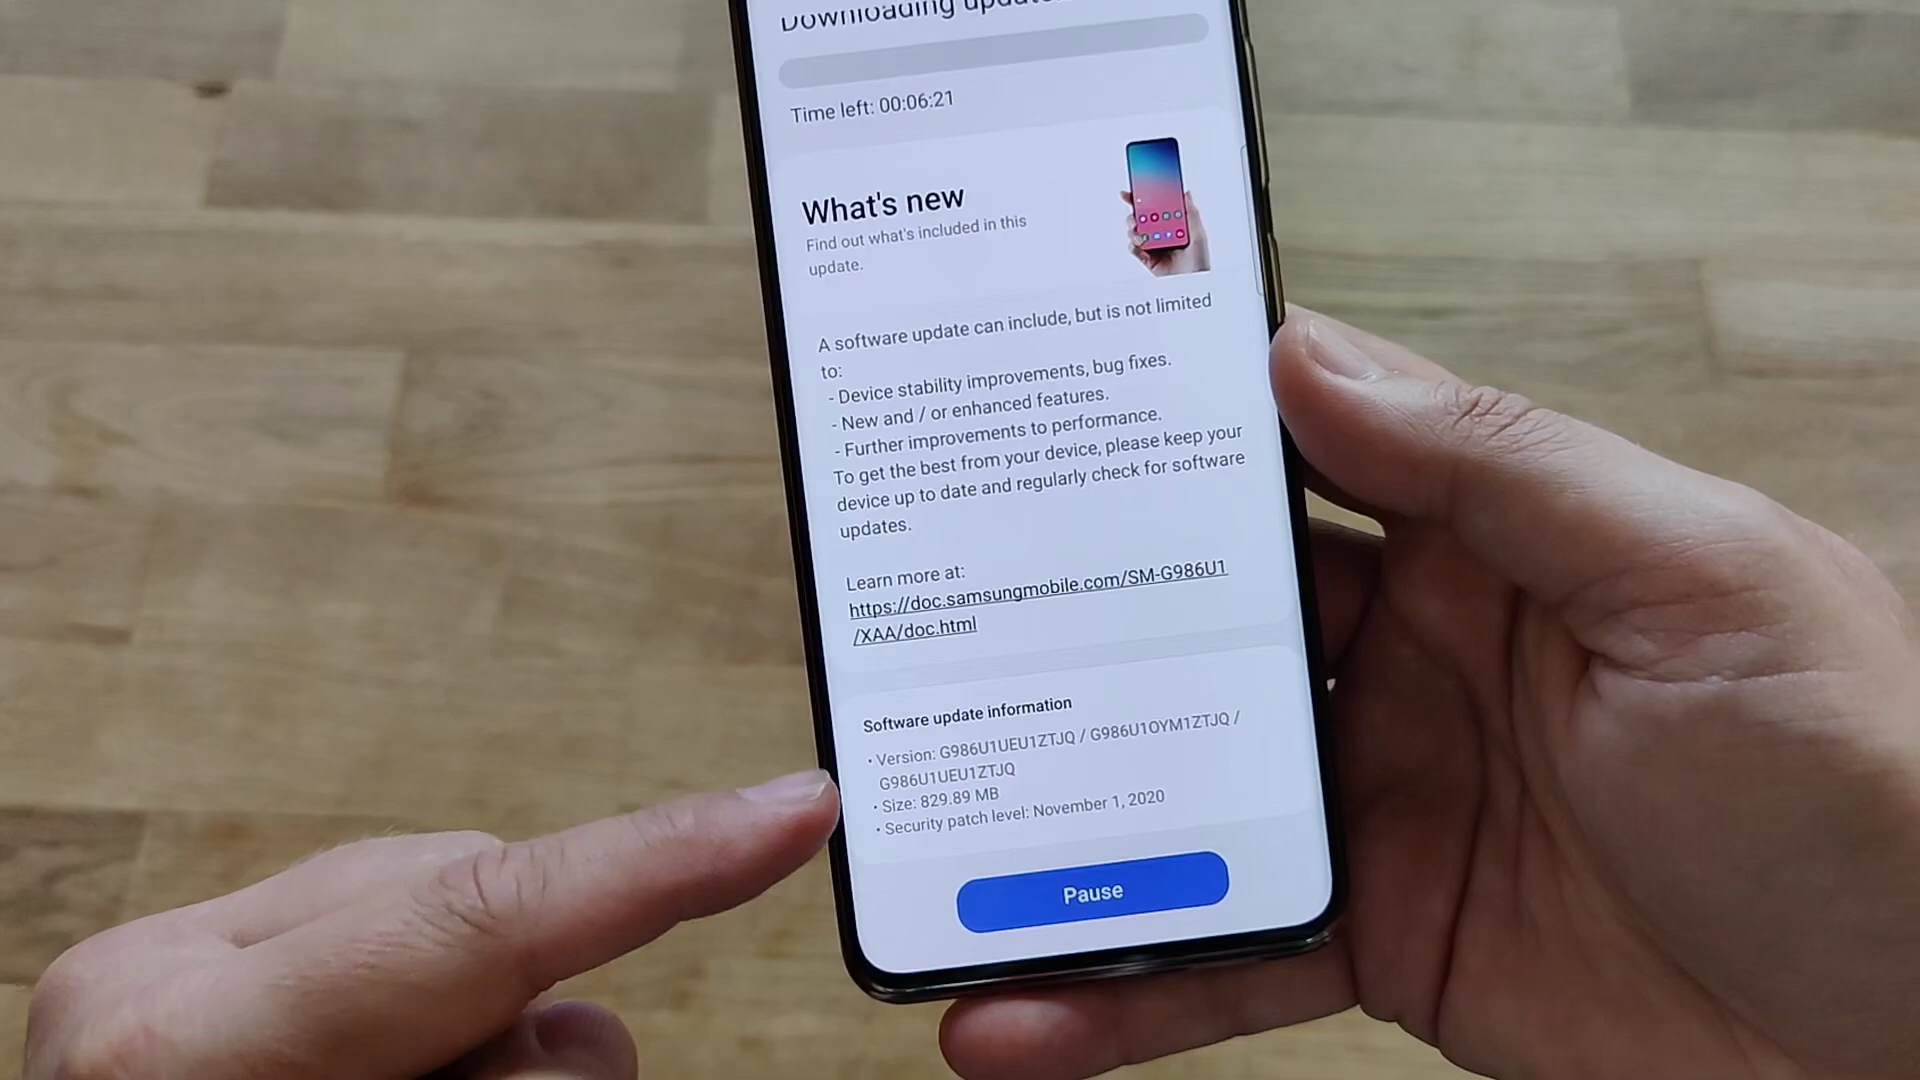 Downloading update...
Time left: 00:06:21
What's new
Find out what's included in this
update.
A software update can include, but is not limited
to:
- Device stability improvements, bug fixes.
- New and / or enhanced features.
- Further improvements to performance.
To get the best from your device, please keep your
device up to date and regularly check for software
updates.
Learn more at:
https://doc.samsungmobile.com/SM-G986U1
/XAA/doc.html
Software update information
• Version: G986U1UEU1ZTJQ / G986U1OYM1ZTJQ /
G986U1UEU1ZTJQ
• Size: 829.89 MB
• Security patch level: November 1, 2020
Pause